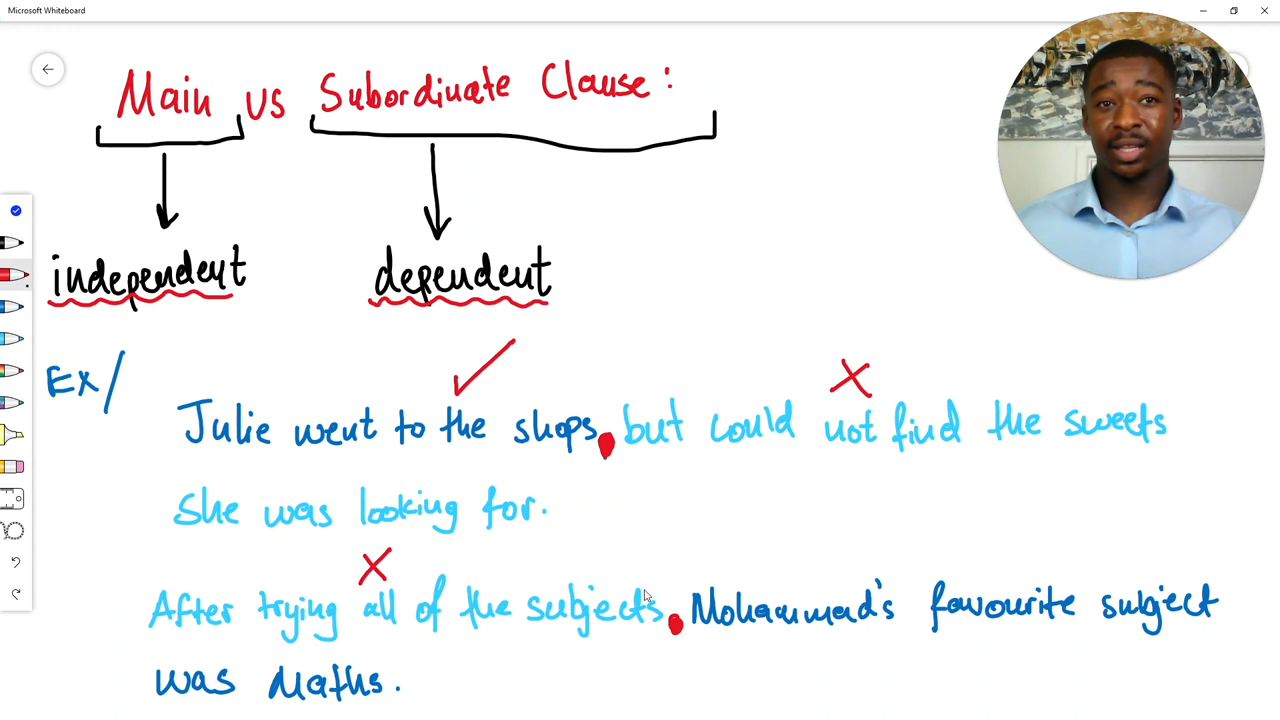 Microsoft Whiteboard
Main vs Subordinate Clause:
independent dependent
Ex/
Julie went to the shops. but could not find the sweets
she was looking for.
After trying all of the subjects. Mohammad's favourite subject
was maths.